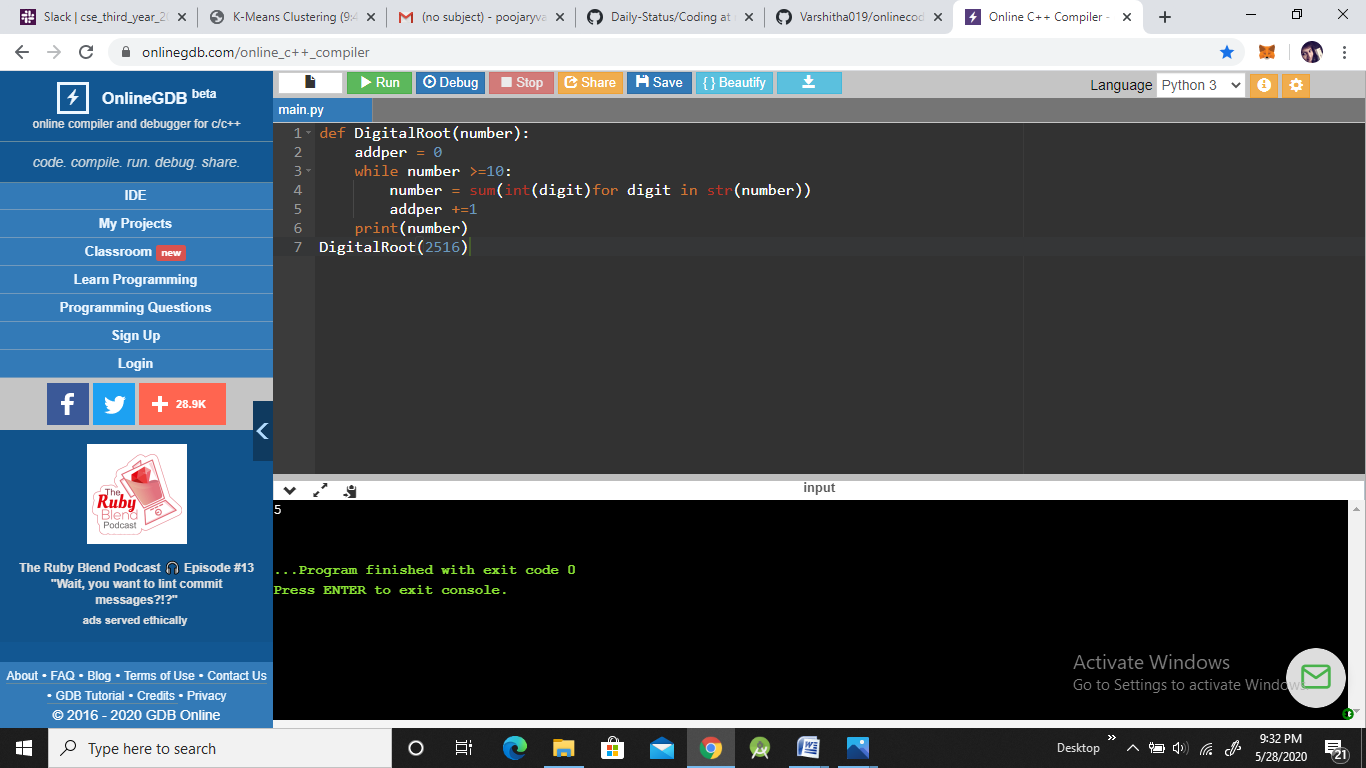 Slack | cse_third_year_2
K-Means Clustering (9:4
(no subject) - poojaryva
Daily-Status/Coding at
Varshitha019/onlinecod
Online C++ Compiler -
onlinegdb.com/online_c++_compiler
OnlineGDB beta
online compiler and debugger for c/c++
code. compile. run. debug. share.
IDE
My Projects
Classroom new
Learn Programming
Programming Questions
Sign Up
Login
f
28.9K
The
Ruby
Blend
Podcast
The Ruby Blend Podcast 🎧 Episode #13
"Wait, you want to lint commit
messages?!?"
ads served ethically
About • FAQ • Blog • Terms of Use • Contact Us
• GDB Tutorial • Credits • Privacy
© 2016 - 2020 GDB Online
Run Debug Stop Share Save {} Beautify
Language Python 3
main.py
1 def DigitalRoot(number):
2 addper = 0
3 while number >=10:
4 number = sum(int(digit)for digit in str(number))
5 addper +=1
6 print(number)
7 DigitalRoot(2516)
input
5
...Program finished with exit code 0
Press ENTER to exit console.
Activate Windows
Go to Settings to activate Windows.
Type here to search
Desktop
9:32 PM
5/28/2020
21